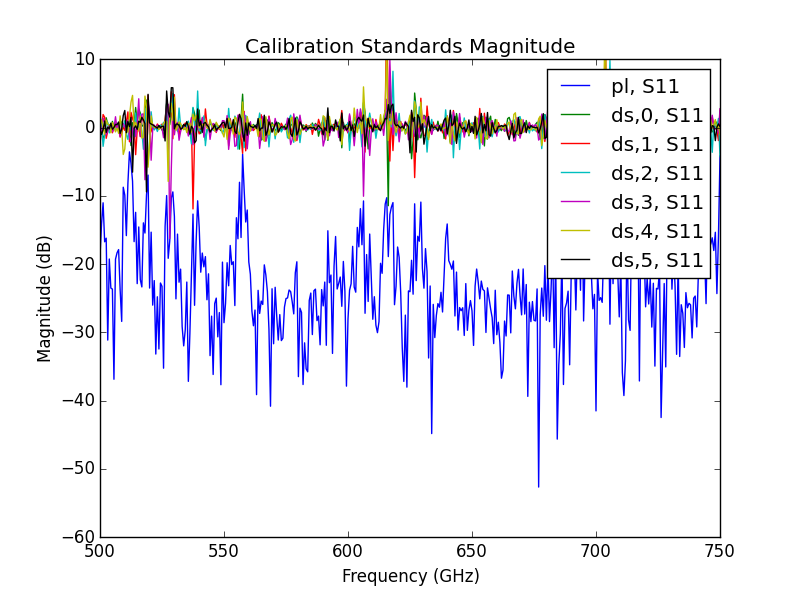 Calibration Standards Magnitude
10
0
−10
−20
−30
−40
−50
−60
Magnitude (dB)
500
550
600
650
700
750
Frequency (GHz)
pl, S11
ds,0, S11
ds,1, S11
ds,2, S11
ds,3, S11
ds,4, S11
ds,5, S11